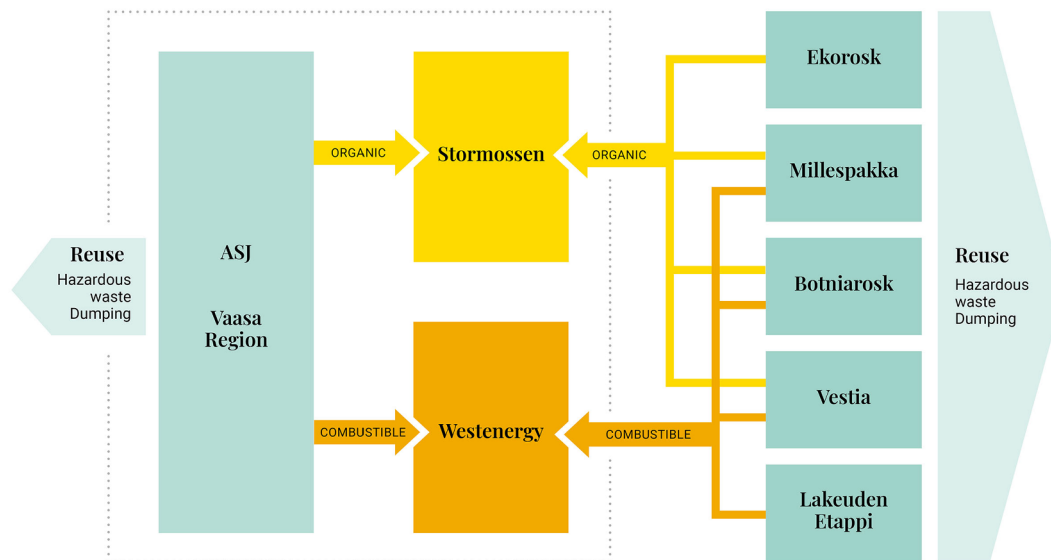 Reuse
Hazardous
waste
Dumping
ASJ
Vaasa
Region
ORGANIC
COMBUSTIBLE
Stormossen
Westenergy
ORGANIC
COMBUSTIBLE
Ekorosk
Millespakka
Botniarosk
Vestia
Lakeuden
Etappi
Reuse
Hazardous
waste
Dumping